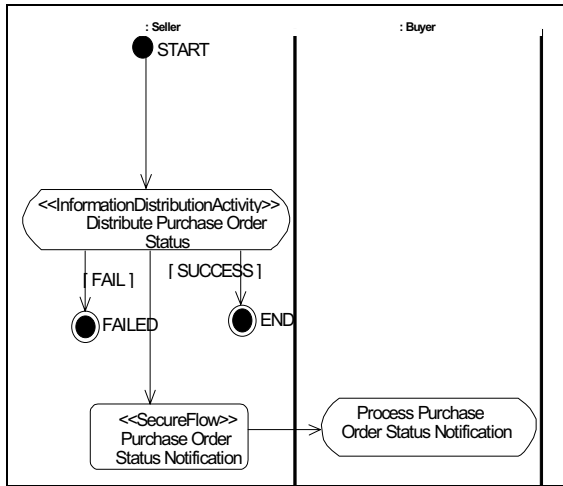 : Seller
: Buyer
START
<<InformationDistributionActivity>>
Distribute Purchase Order
Status
[ FAIL ]
[ SUCCESS ]
FAILED
END
<<SecureFlow>>
Purchase Order
Status Notification
Process Purchase
Order Status Notification